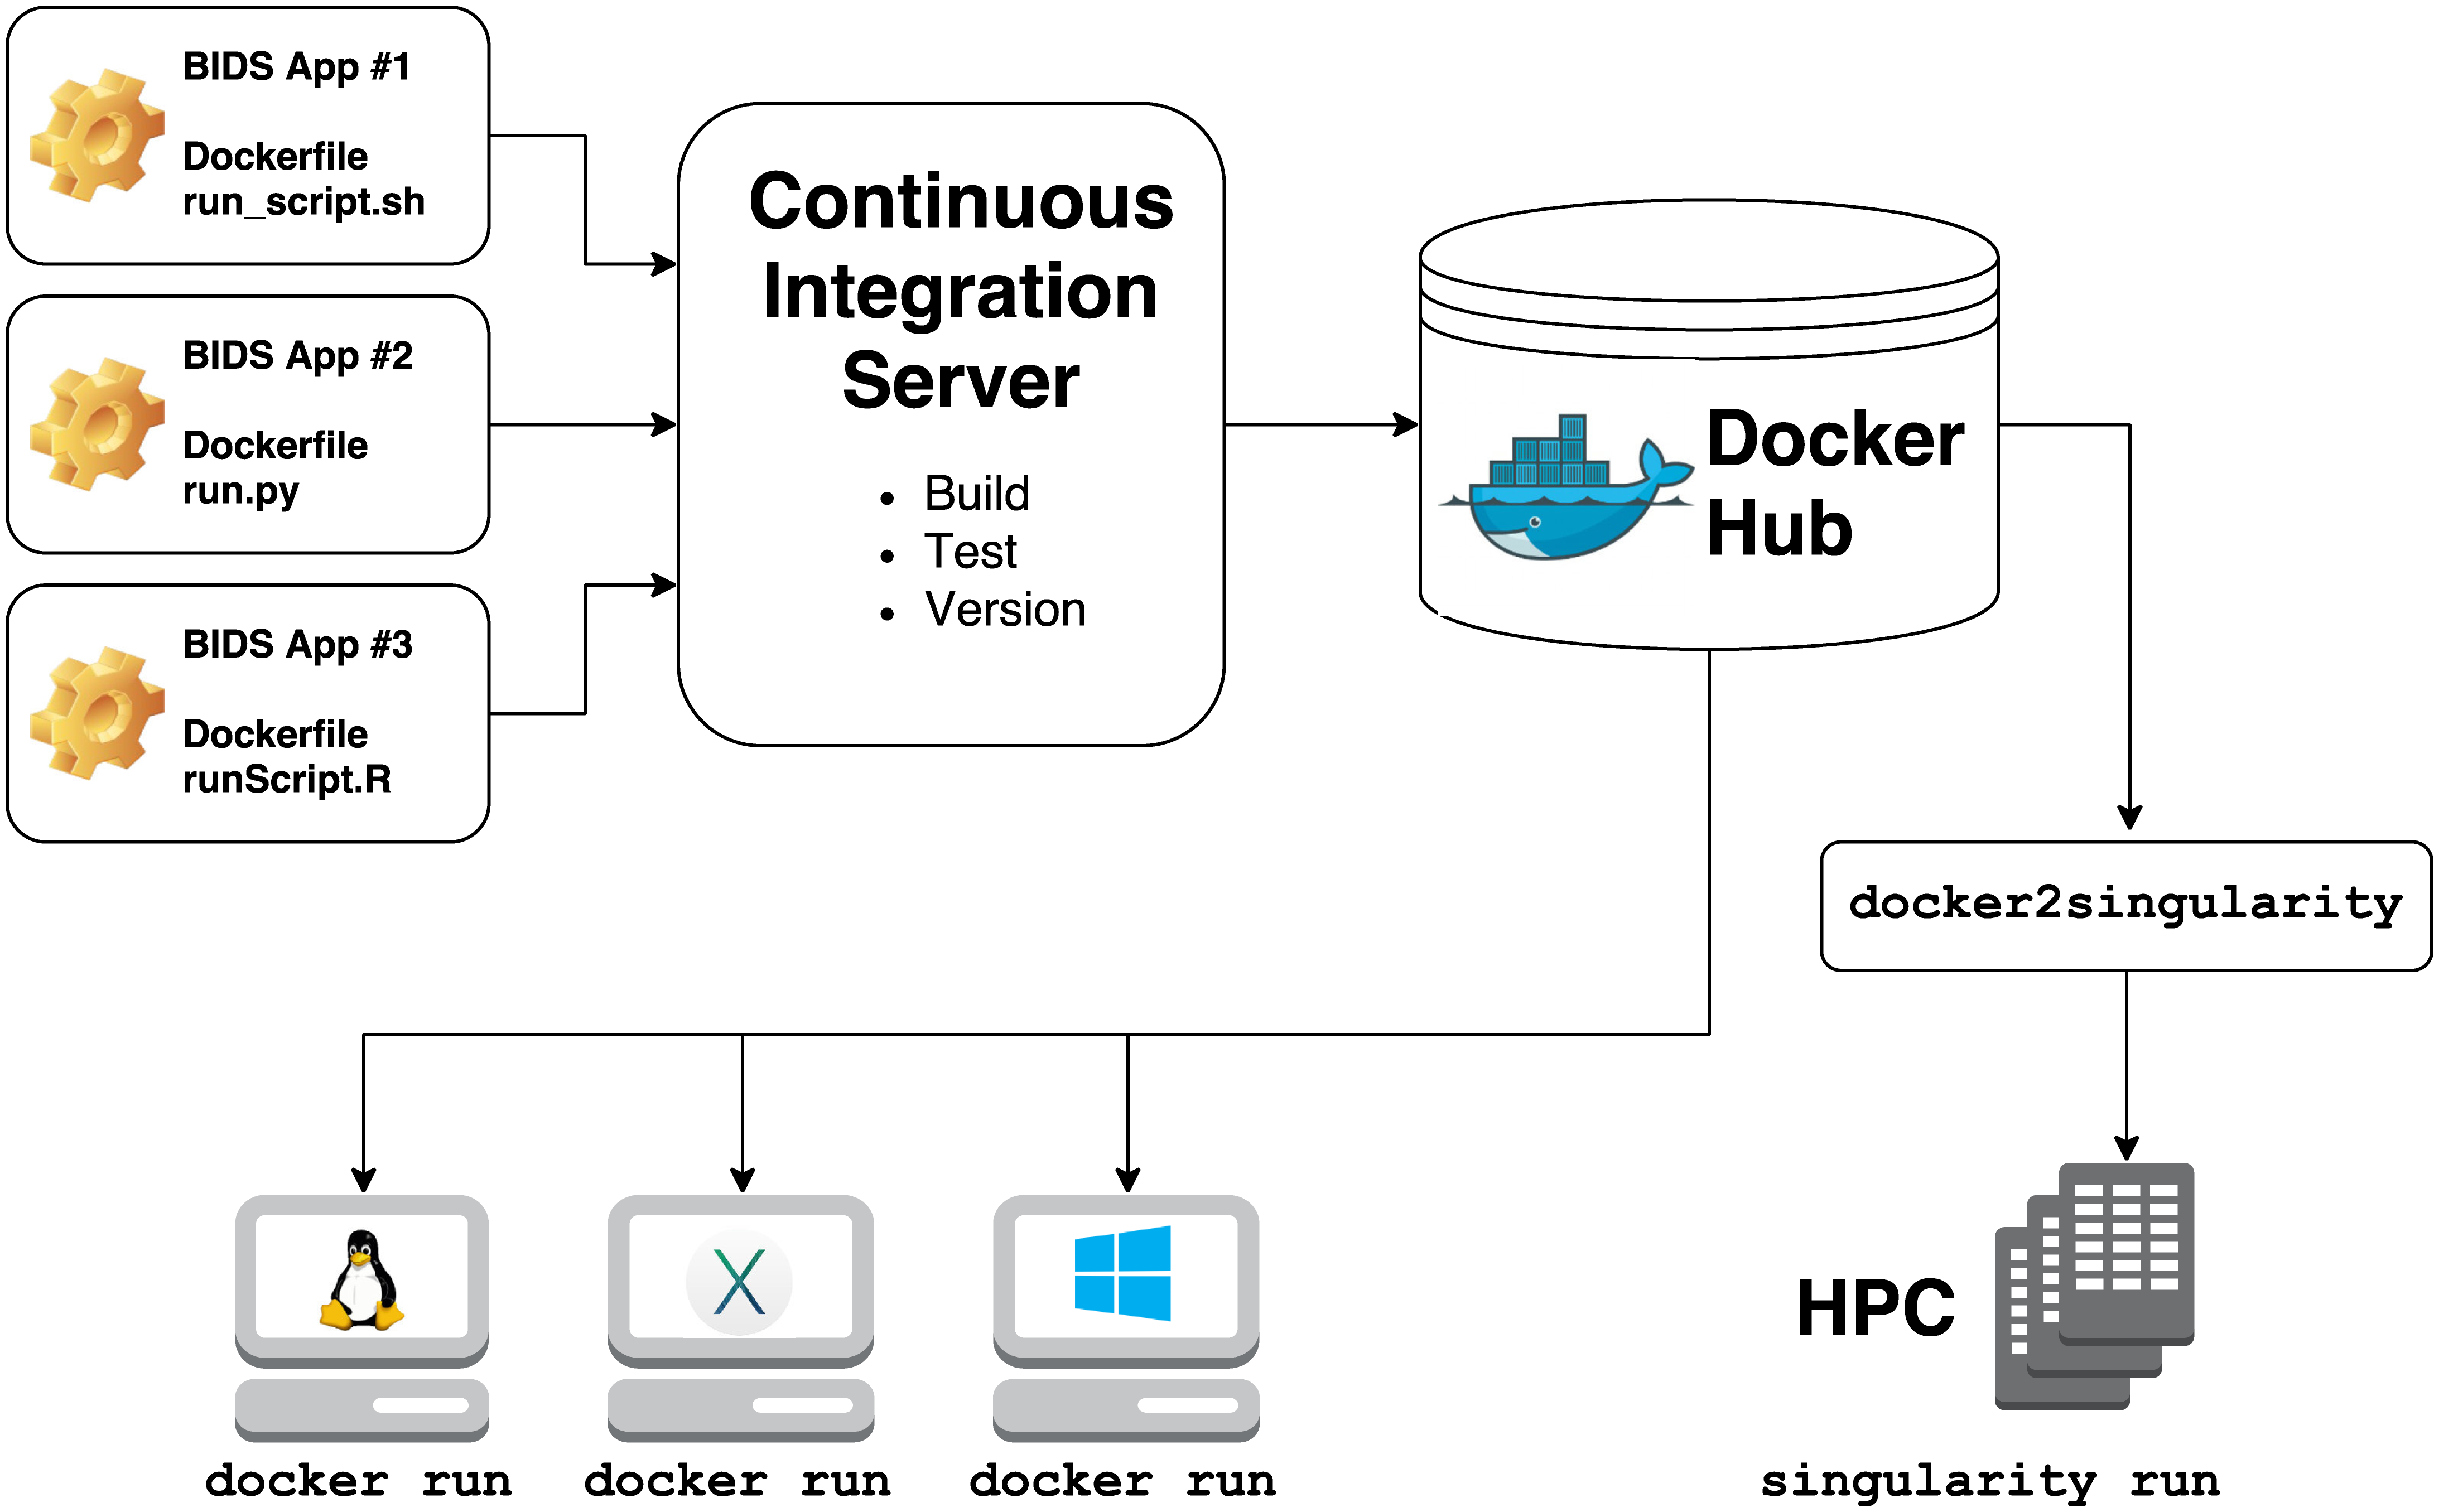 BIDS App #1
Dockerfile
run_script.sh
BIDS App #2
Dockerfile
run.py
BIDS App #3
Dockerfile
runScript.R
Continuous
Integration
Server
• Build
• Test
• Version
Docker
Hub
docker2singularity
X
HPC
docker run
docker run
docker run
singularity run